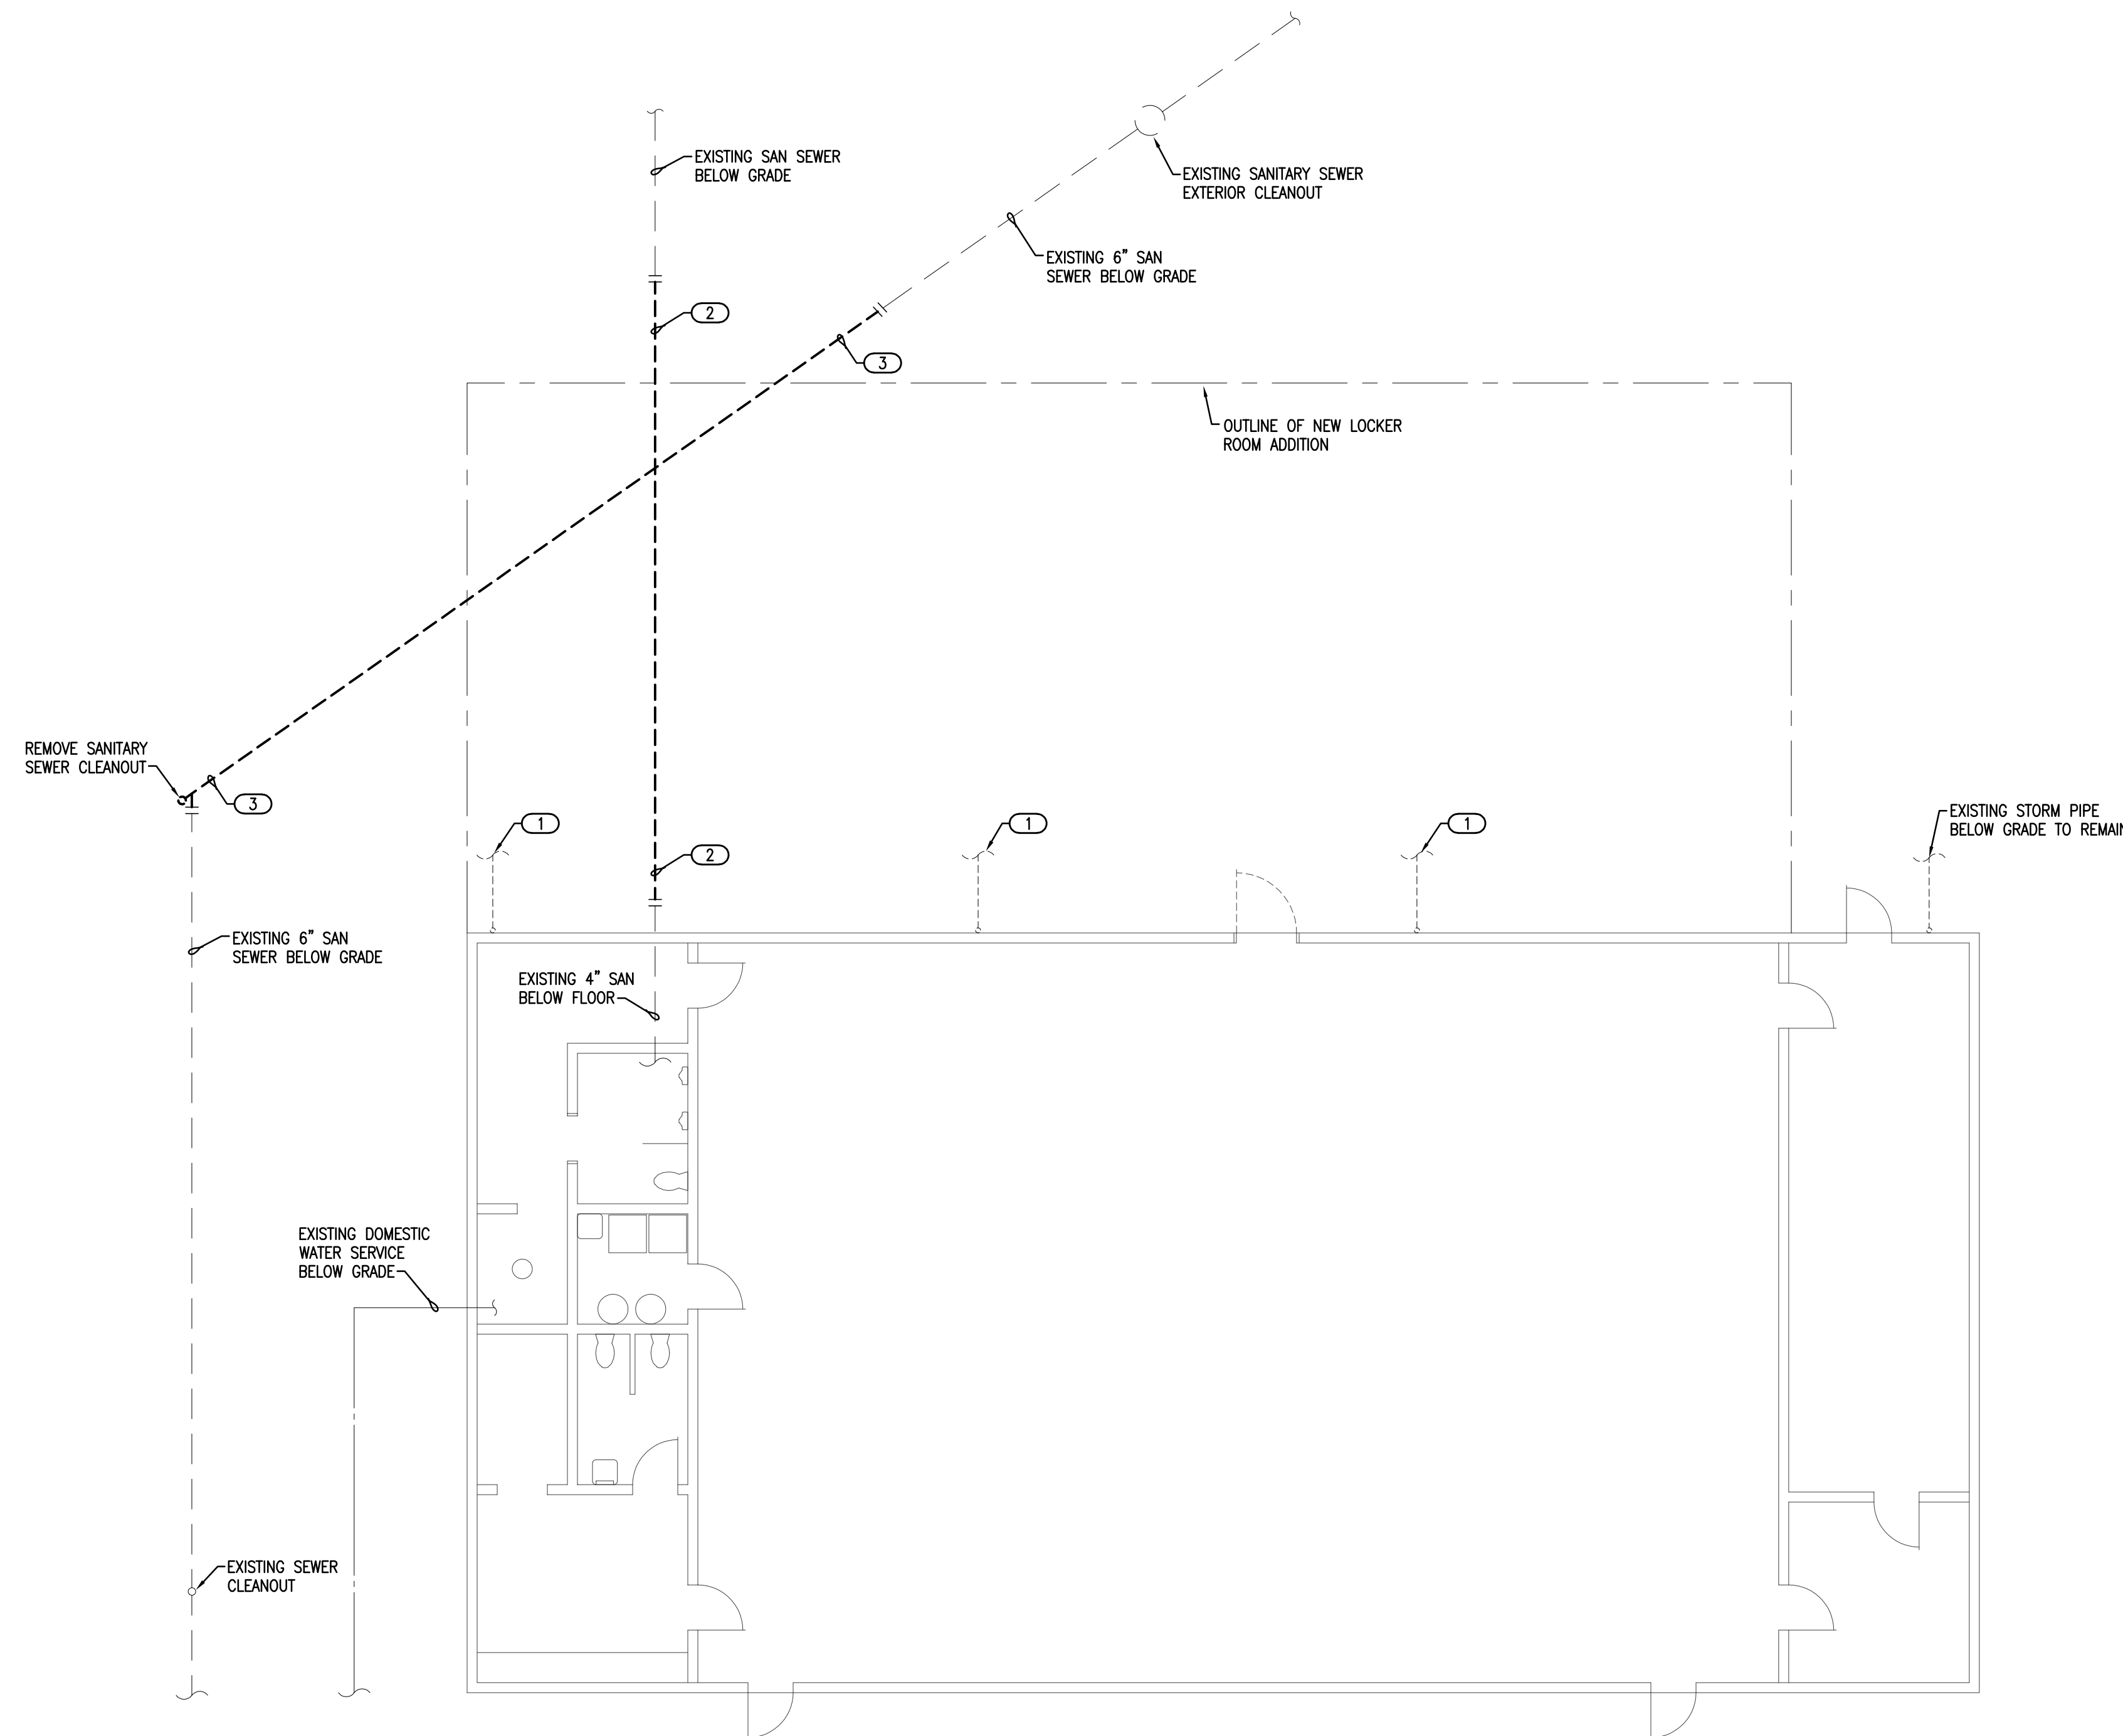 EXISTING SAN SEWER
BELOW GRADE
EXISTING SANITARY SEWER
EXTERIOR CLEANOUT
EXISTING 6" SAN
SEWER BELOW GRADE
2
3
OUTLINE OF NEW LOCKER
ROOM ADDITION
REMOVE SANITARY
SEWER CLEANOUT
3
1
1
1
EXISTING STORM PIPE
BELOW GRADE TO REMAIN
2
EXISTING 6" SAN
SEWER BELOW GRADE
EXISTING 4" SAN
BELOW FLOOR
EXISTING DOMESTIC
WATER SERVICE
BELOW GRADE
EXISTING SEWER
CLEANOUT